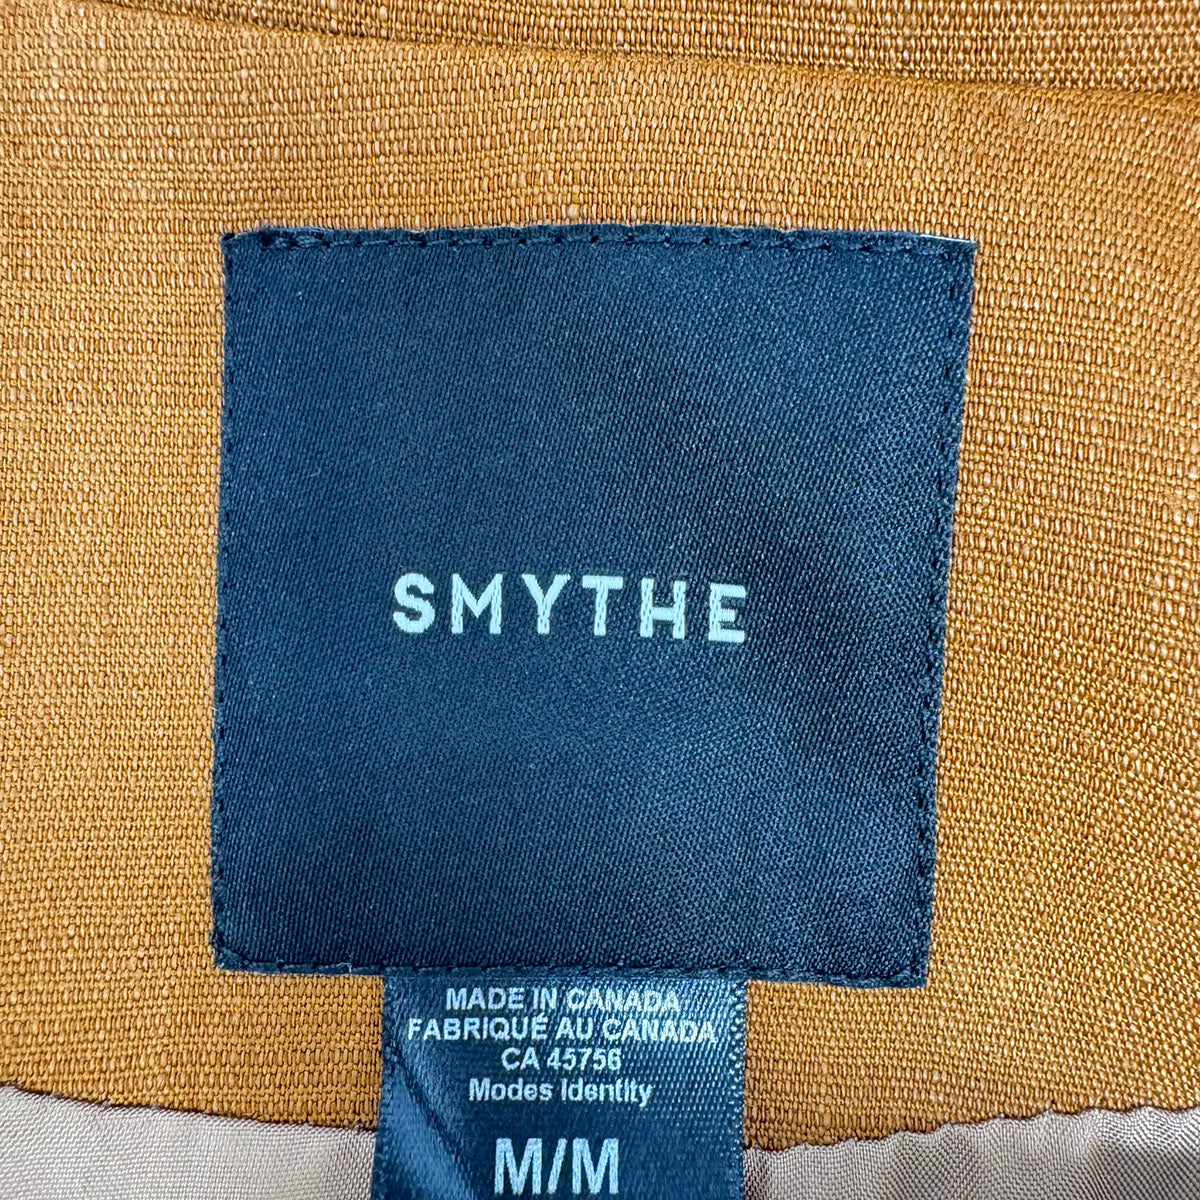 SMYTHE
MADE IN CANADA
FABRIQUÉ AU CANADA
CA 45756
Modes Identity
M/M